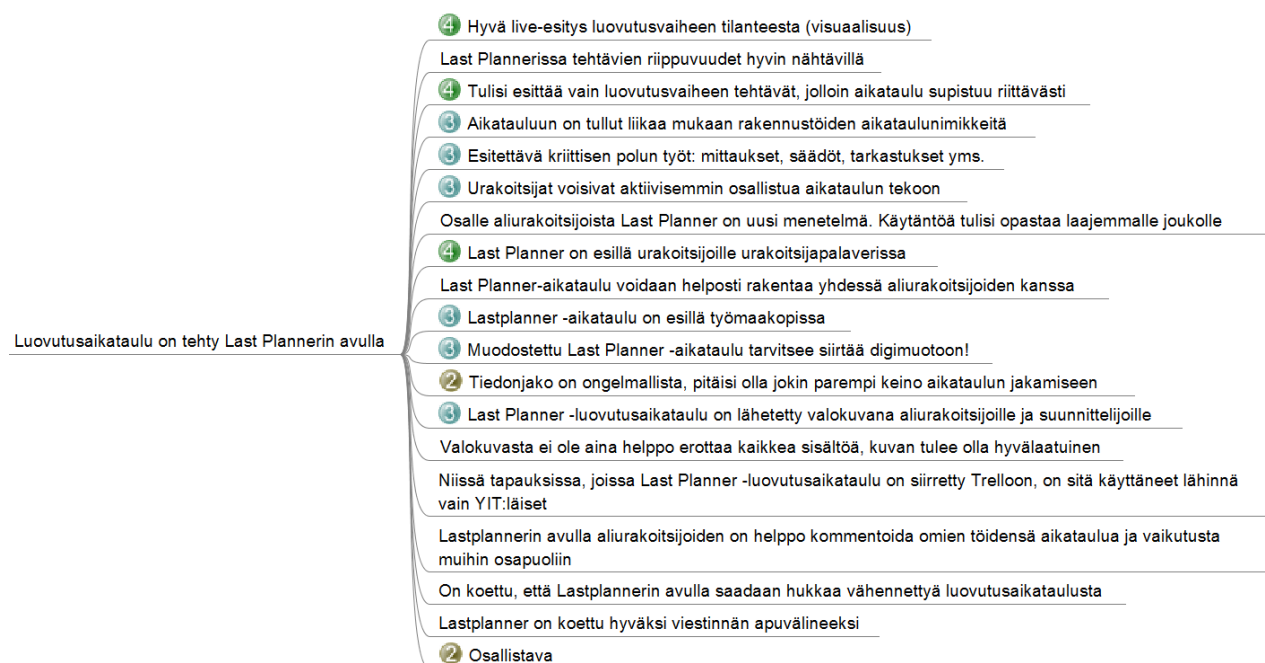 4 Hyvä live-esitys luovutusvaiheen tilanteesta (visuaalisuus)
Last Plannerissa tehtävien riippuvuudet hyvin nähtävillä
4 Tulisi esittää vain luovutusvaiheen tehtävät, jolloin aikataulu supistuu riittävästi
3 Aikatauluun on tullut liikaa mukaan rakennustöiden aikataulunimikkeitä
3 Esitettävä kriittisen polun työt: mittaukset, säädöt, tarkastukset yms.
3 Urakoitsijat voisivat aktiivisemmin osallistua aikataulun tekoon
Osalle aliurakoitsijoista Last Planner on uusi menetelmä. Käytäntöä tulisi opastaa laajemmalle joukolle
4 Last Planner on esillä urakoitsijoille urakoitsijapalaverissa
Last Planner-aikataulu voidaan helposti rakentaa yhdessä aliurakoitsijoiden kanssa
3 Lastplanner -aikataulu on esillä työmaakopissa
Luovutusaikataulu on tehty Last Plannerin avulla
3 Muodostettu Last Planner -aikataulu tarvitsee siirtää digimuotoon!
2 Tiedonjako on ongelmallista, pitäisi olla jokin parempi keino aikataulun jakamiseen
3 Last Planner -luovutusaikataulu on lähetetty valokuvana aliurakoitsijoille ja suunnittelijoille
Valokuvasta ei ole aina helppo erottaa kaikkea sisältöä, kuvan tulee olla hyvälaatuinen
Niissä tapauksissa, joissa Last Planner -luovutusaikataulu on siirretty Trelloon, on sitä käyttäneet lähinnä
vain YIT:läiset
Lastplannerin avulla aliurakoitsijoiden on helppo kommentoida omien töidensä aikataulua ja vaikutusta
muihin osapuoliin
On koettu, että Lastplannerin avulla saadaan hukkaa vähennettyä luovutusaikataulusta
Lastplanner on koettu hyväksi viestinnän apuvälineeksi
2 Osallistava